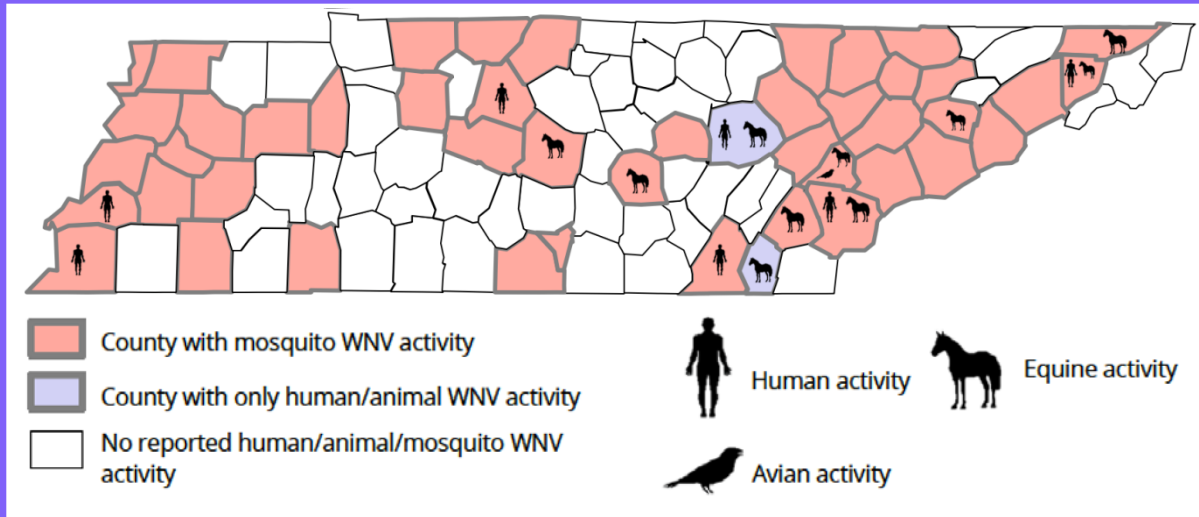 County with mosquito WNV activity
County with only human/animal WNV activity
No reported human/animal/mosquito WNV
activity
Human activity
Equine activity
Avian activity